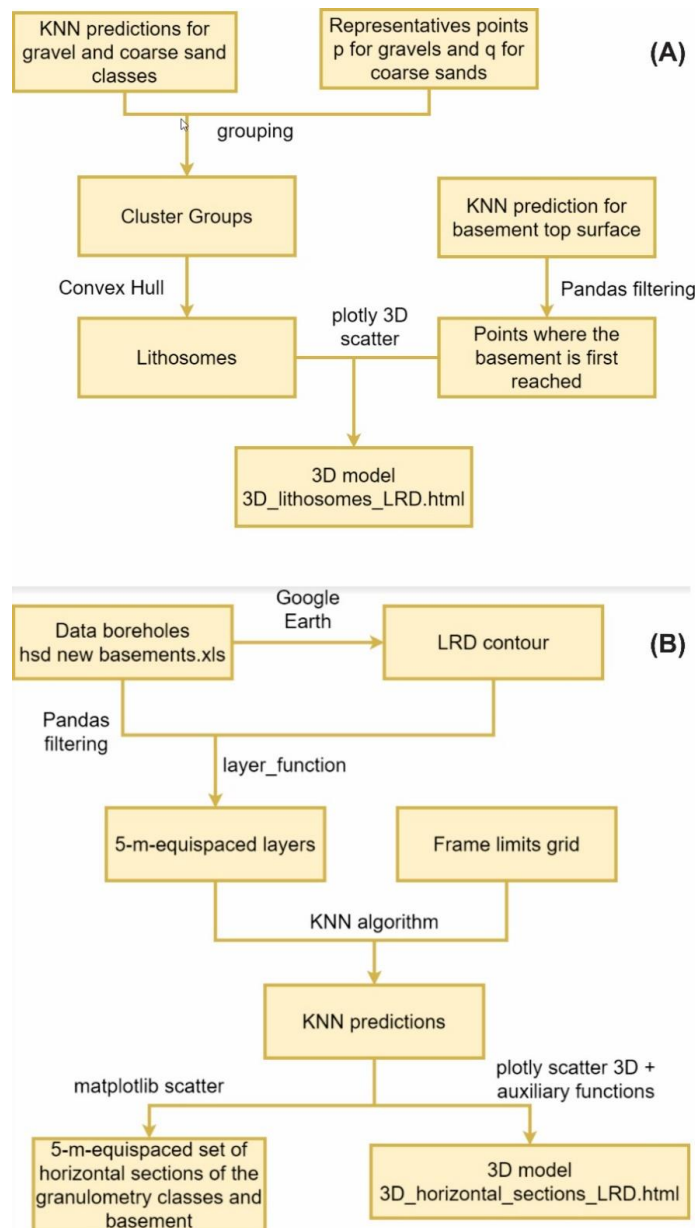 KNN predictions for
gravel and coarse sand
classes
Representatives points
p for gravels and q for
coarse sands
(A)
grouping
Cluster Groups
KNN prediction for
basement top surface
Convex Hull
Pandas filtering
plotly 3D
scatter
Lithosomes
Points where the
basement is first
reached
3D model
3D_lithosomes_LRD.html
Google
Earth
Data boreholes
hsd new basements.xls
LRD contour
(B)
Pandas
filtering
layer_function
5-m-equispaced layers
Frame limits grid
KNN algorithm
KNN predictions
matplotlib scatter
plotly scatter 3D +
auxiliary functions
5-m-equispaced set of
horizontal sections of the
granulometry classes and
basement
3D model
3D_horizontal_sections_LRD.html